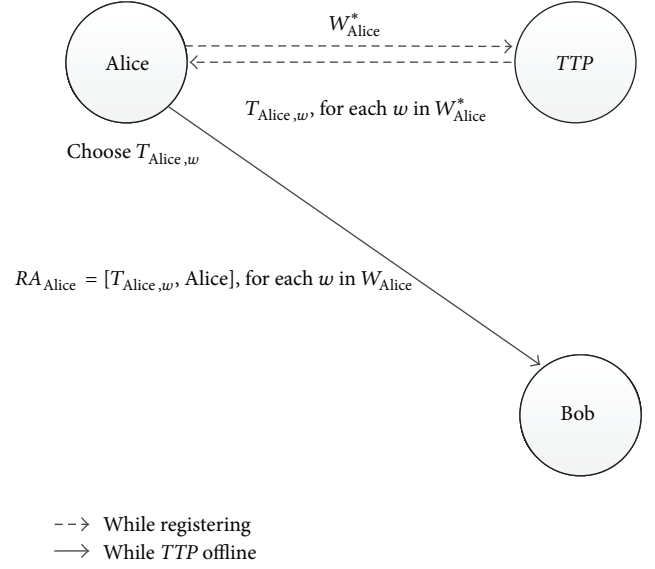 W*Alice
Alice
TTP
TAlice,w, for each w in W*Alice
Choose TAlice,w
RAAlice = [TAlice,w, Alice], for each w in WAlice
Bob
While registering
While TTP offline